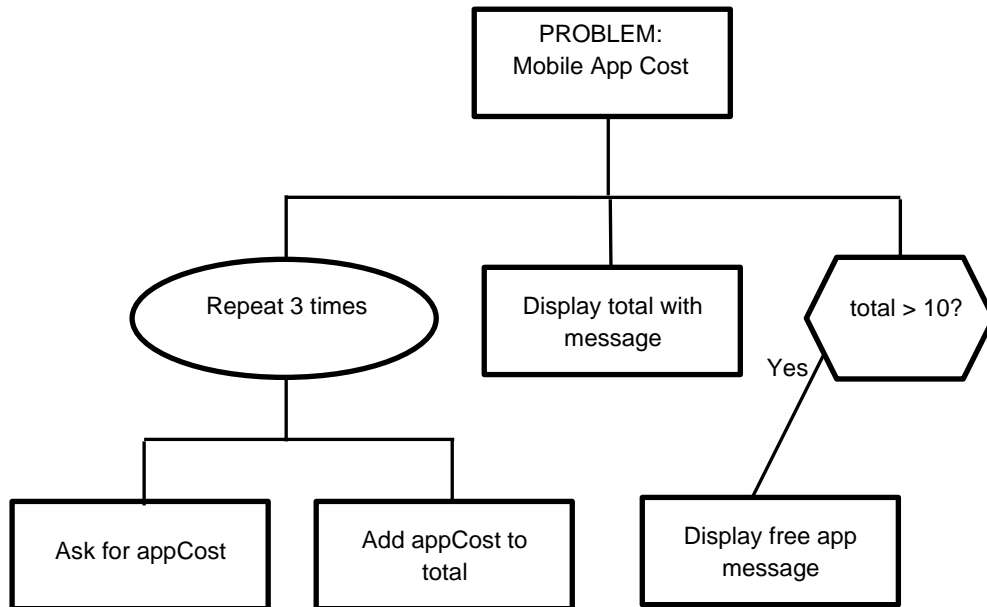 PROBLEM:
Mobile App Cost
Repeat 3 times
Display total with
message
total > 10?
Yes
Ask for appCost
Add appCost to
total
Display free app
message